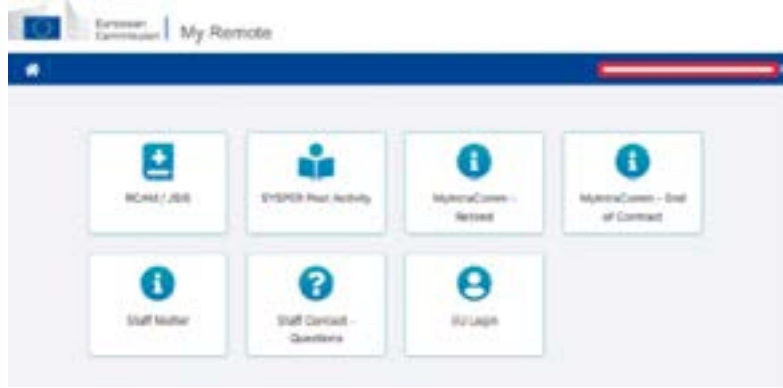 European
Commission
My Remote
RCAM / JSIS
SYSPER Post Activity
MyIntraComm -
Retired
MyIntraComm - End
of Contract
Staff Matter
Staff Contact -
Questions
EU Login